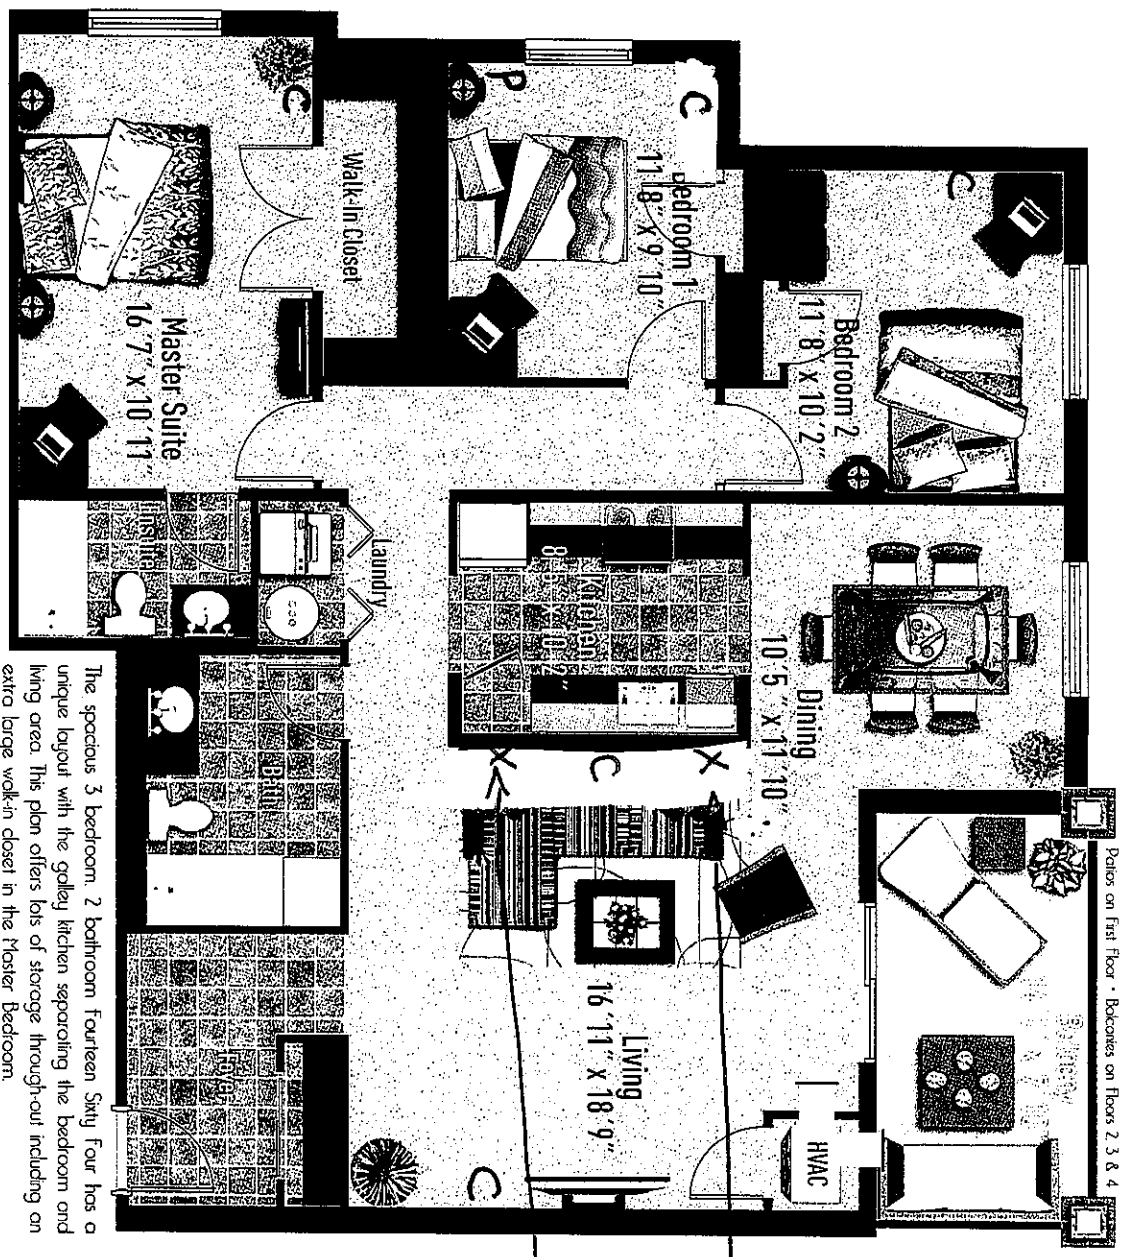 Patios on First Floor • Balconies on Floors 2, 3 & 4
C
Bedroom 2
11'8" x 10'2"
C
P
Bedroom 1
11'8" x 9'10"
C
Walk-In Closet
Master Suite
16'7" x 10'11"
Dining
10'5" x 11'10"
Kitchen
Laundry
Bath
X
C
X
Living
16'11" x 18'9"
HVAC
C
Foyer
The spacious 3 bedroom, 2 bathroom Fourteen Sixty Four has a
unique layout with the galley kitchen separating the bedroom and
living area. This plan offers lots of storage through-out including an
extra large walk-in closet in the Master Bedroom.